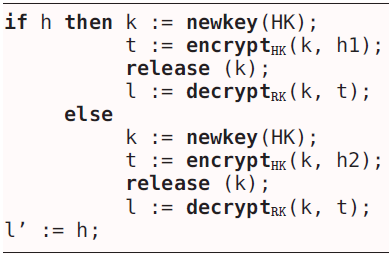 if h then k := newkey(HK);
t := encryptHK(k, h1);
release (k);
l := decryptRK(k, t);
else
k := newkey(HK);
t := encryptHK(k, h2);
release (k);
l := decryptRK(k, t);
l’ := h;